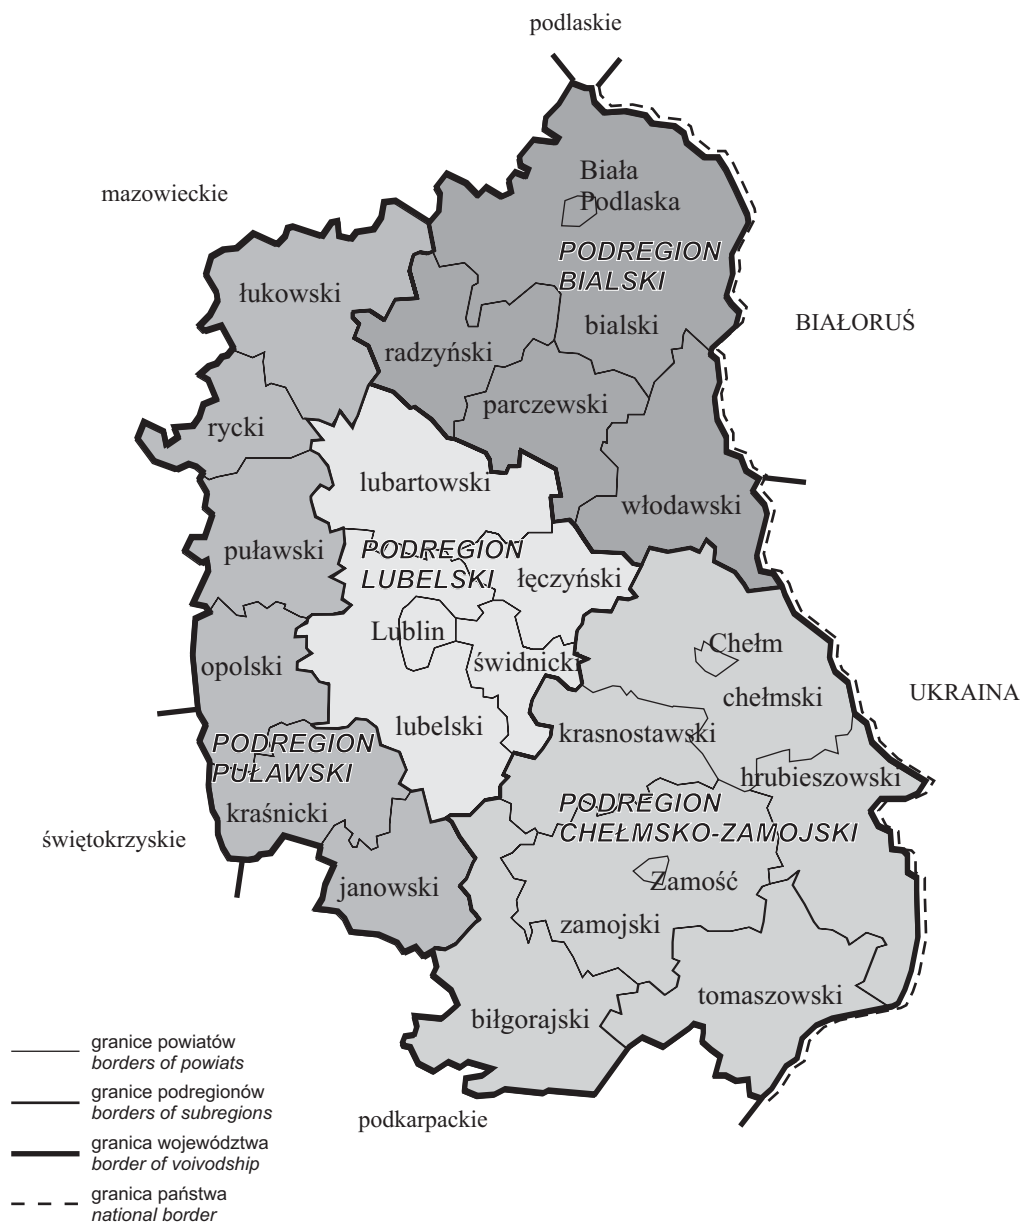 podlaskie
mazowieckie
Biała
Podlaska
PODREGION
BIALSKI
łukowski
bialski
BIAŁORUŚ
radzyński
parczewski
rycki
lubartowski
włodawski
puławski
PODREGION
LUBELSKI
łęczyński
Lublin
Chełm
opolski
świdnicki
chełmski
UKRAINA
lubelski
krasnostawski
PODREGION
PUŁAWSKI
hrubieszowski
kraśnicki
PODREGION
CHEŁMSKO-ZAMOJSKI
świętokrzyskie
janowski
Zamość
zamojski
tomaszowski
biłgorajski
podkarpackie
granice powiatów
borders of powiats
granice podregionów
borders of subregions
granica województwa
border of voivodship
granica państwa
national border